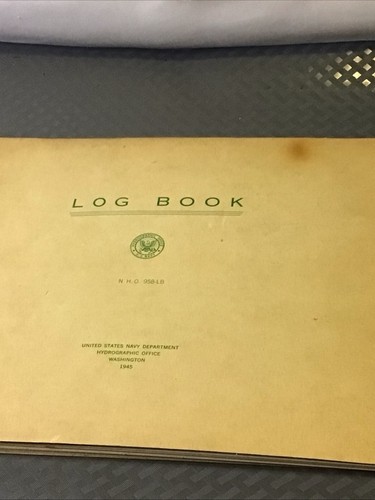 LOG BOOK
UNITED STATES NAVY DEPARTMENT
HYDROGRAPHIC OFFICE
WASHINGTON
1945